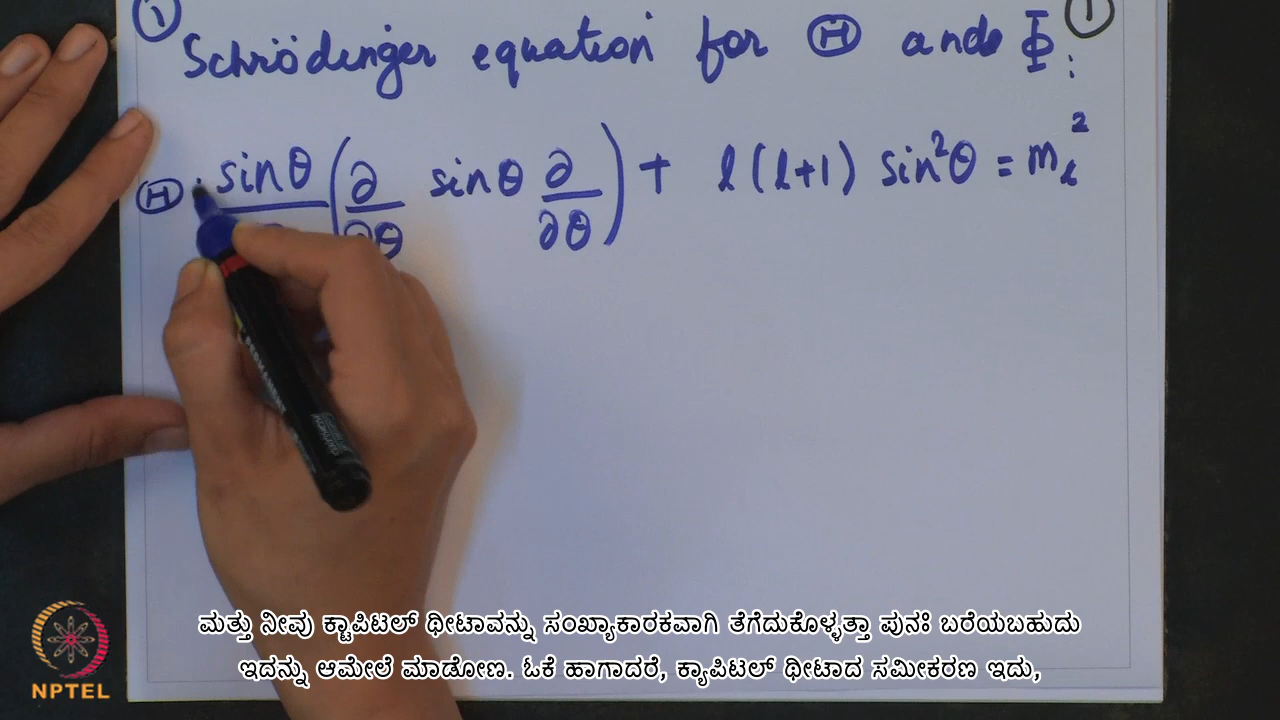 ① Schrödinger equation for Ⓗ and Φ: ①
Ⓗ: sinθ (∂/∂θ sinθ ∂/∂θ) + l(l+1) sin²θ = m_l²
ಮತ್ತು ನೀವು ಕ್ಯಾಪಿಟಲ್ ಥೀಟಾವನ್ನು ಸಂಖ್ಯಾಕಾರಕವಾಗಿ ತೆಗೆದುಕೊಳ್ಳುತ್ತಾ ಪುನಃ ಬರೆಯಬಹುದು
ಇದನ್ನು ಆಮೇಲೆ ಮಾಡೋಣ. ಓಕೆ ಹಾಗಾದರೆ, ಕ್ಯಾಪಿಟಲ್ ಥೀಟಾದ ಸಮೀಕರಣ ಇದು,
NPTEL